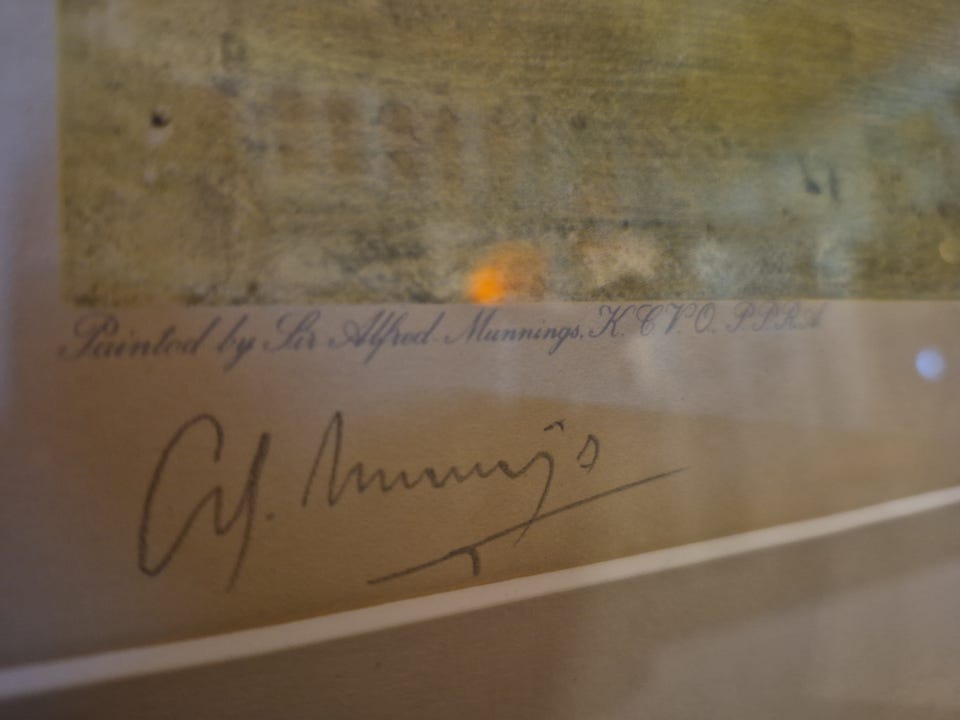 Painted by Sir Alfred Munnings, K.C.V.O. P.P.R.A.
A.J. Munnings